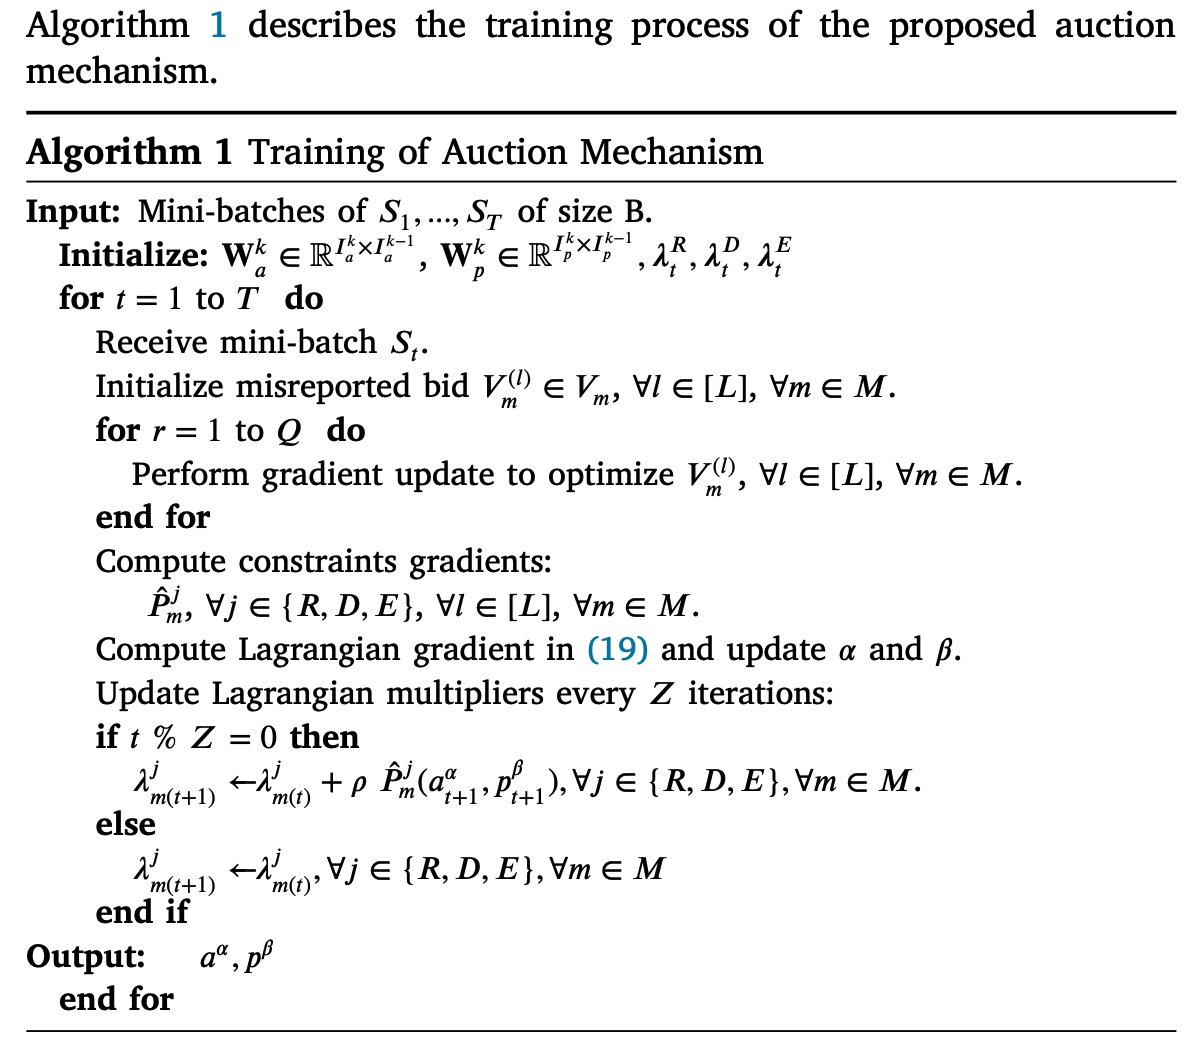 Algorithm 1 describes the training process of the proposed auction
mechanism.
Algorithm 1 Training of Auction Mechanism
Input: Mini-batches of $S_1, ..., S_T$ of size B.
Initialize: $\mathbf{W}_a^k \in \mathbb{R}^{I_a^k \times I_a^{k-1}}$, $\mathbf{W}_p^k \in \mathbb{R}^{I_p^k \times I_p^{k-1}}$, $\lambda_t^R, \lambda_t^D, \lambda_t^E$
for $t = 1$ to $T$ do
Receive mini-batch $S_t$.
Initialize misreported bid $V_m^{(l)} \in V_m$, $\forall l \in [L]$, $\forall m \in M$.
for $r = 1$ to $Q$ do
Perform gradient update to optimize $V_m^{(l)}$, $\forall l \in [L]$, $\forall m \in M$.
end for
Compute constraints gradients:
$\hat{P}_m^j$, $\forall j \in \{R, D, E\}$, $\forall l \in [L]$, $\forall m \in M$.
Compute Lagrangian gradient in (19) and update $\alpha$ and $\beta$.
Update Lagrangian multipliers every $Z$ iterations:
if $t \% Z = 0$ then
$\lambda_{m(t+1)}^j \leftarrow \lambda_{m(t)}^j + \rho \hat{P}_m^j(a_{t+1}^\alpha, p_{t+1}^\beta), \forall j \in \{R, D, E\}, \forall m \in M.$
else
$\lambda_{m(t+1)}^j \leftarrow \lambda_{m(t)}^j, \forall j \in \{R, D, E\}, \forall m \in M$
end if
Output: $a^\alpha, p^\beta$
end for